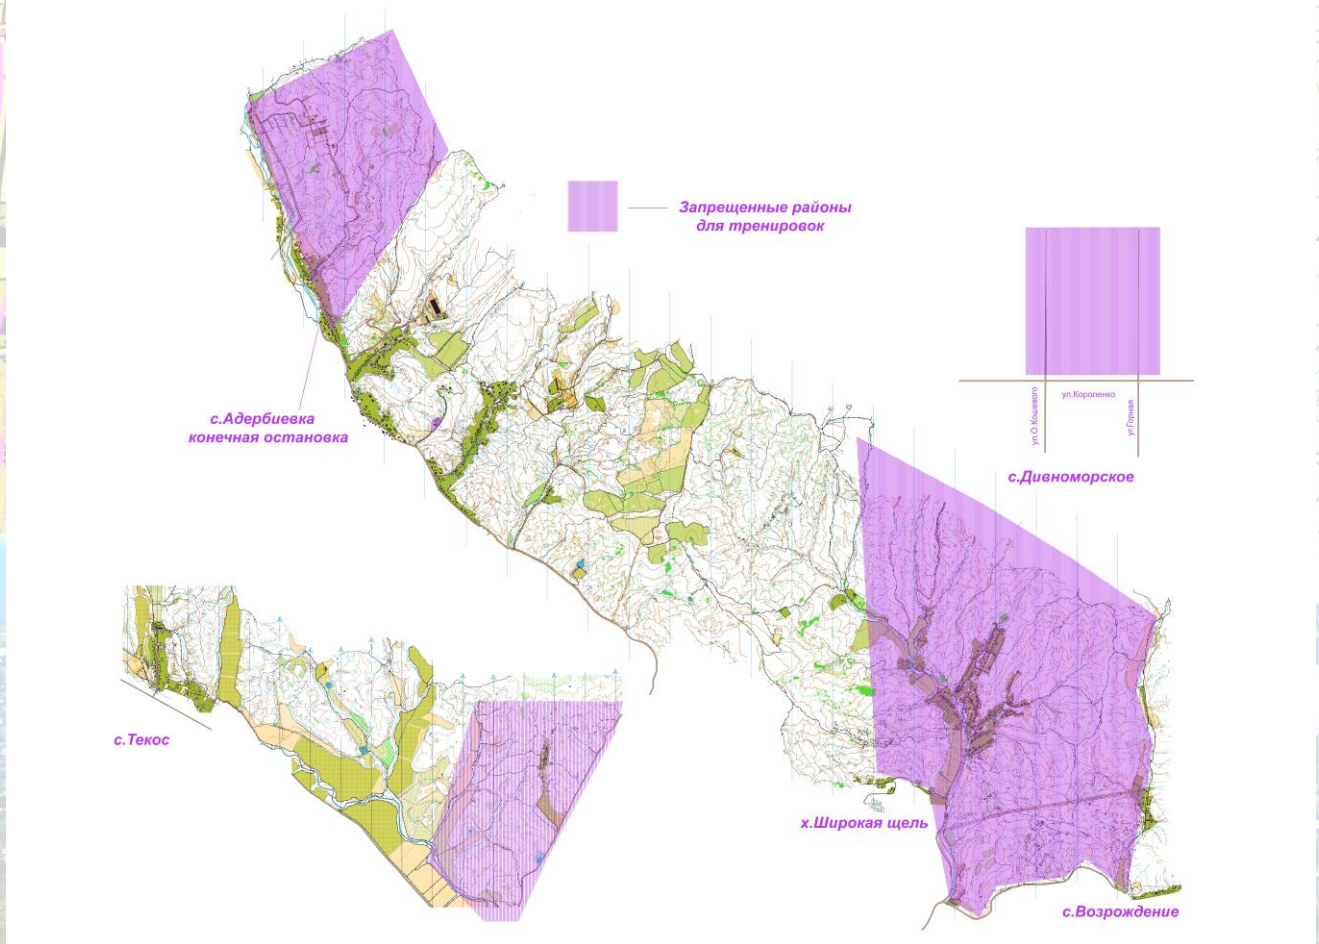 Запрещенные районы
для тренировок
ул.О.Кошевого
ул.Короленко
ул.Горная
с.Дивноморское
с.Адербиевка
конечная остановка
с.Текос
х.Широкая щель
с.Возрождение